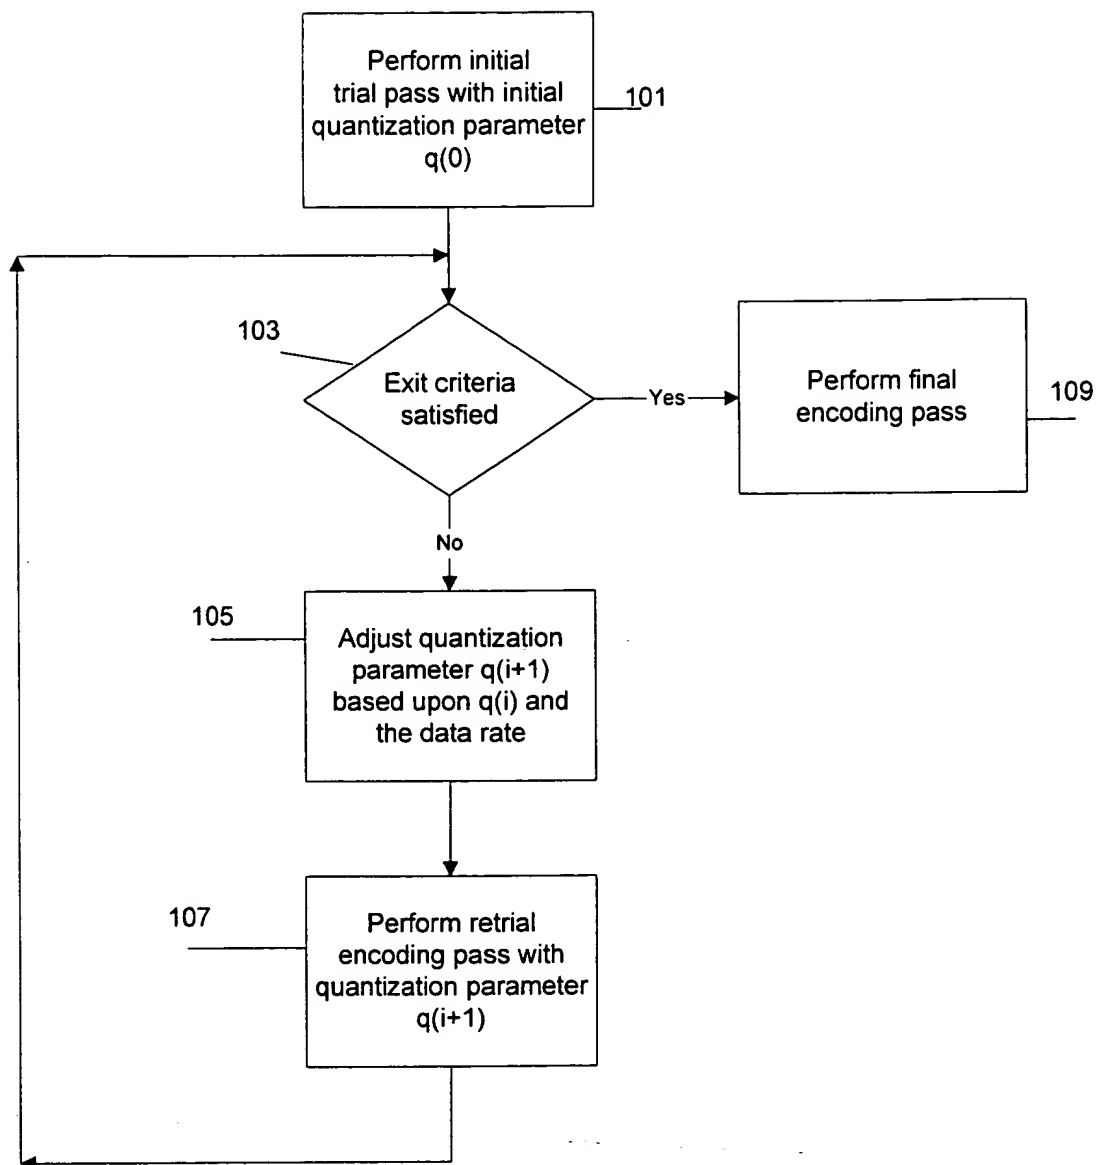 Perform initial
trial pass with initial
quantization parameter
q(0)
101
103
Exit criteria
satisfied
Yes
Perform final
encoding pass
109
No
105
Adjust quantization
parameter q(i+1)
based upon q(i) and
the data rate
107
Perform retrial
encoding pass with
quantization parameter
q(i+1)